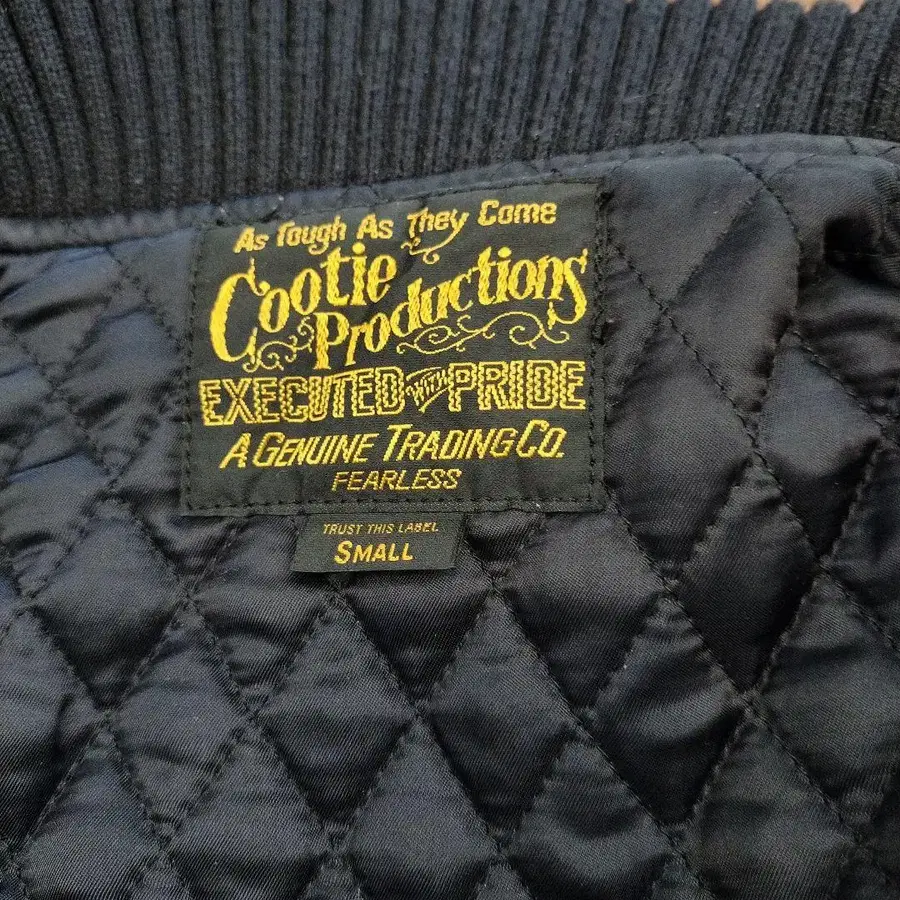 As Tough As They Come
Cootie
Productions
EXECUTED WITH PRIDE
A GENUINE TRADING CO.
FEARLESS
TRUST THIS LABEL
SMALL